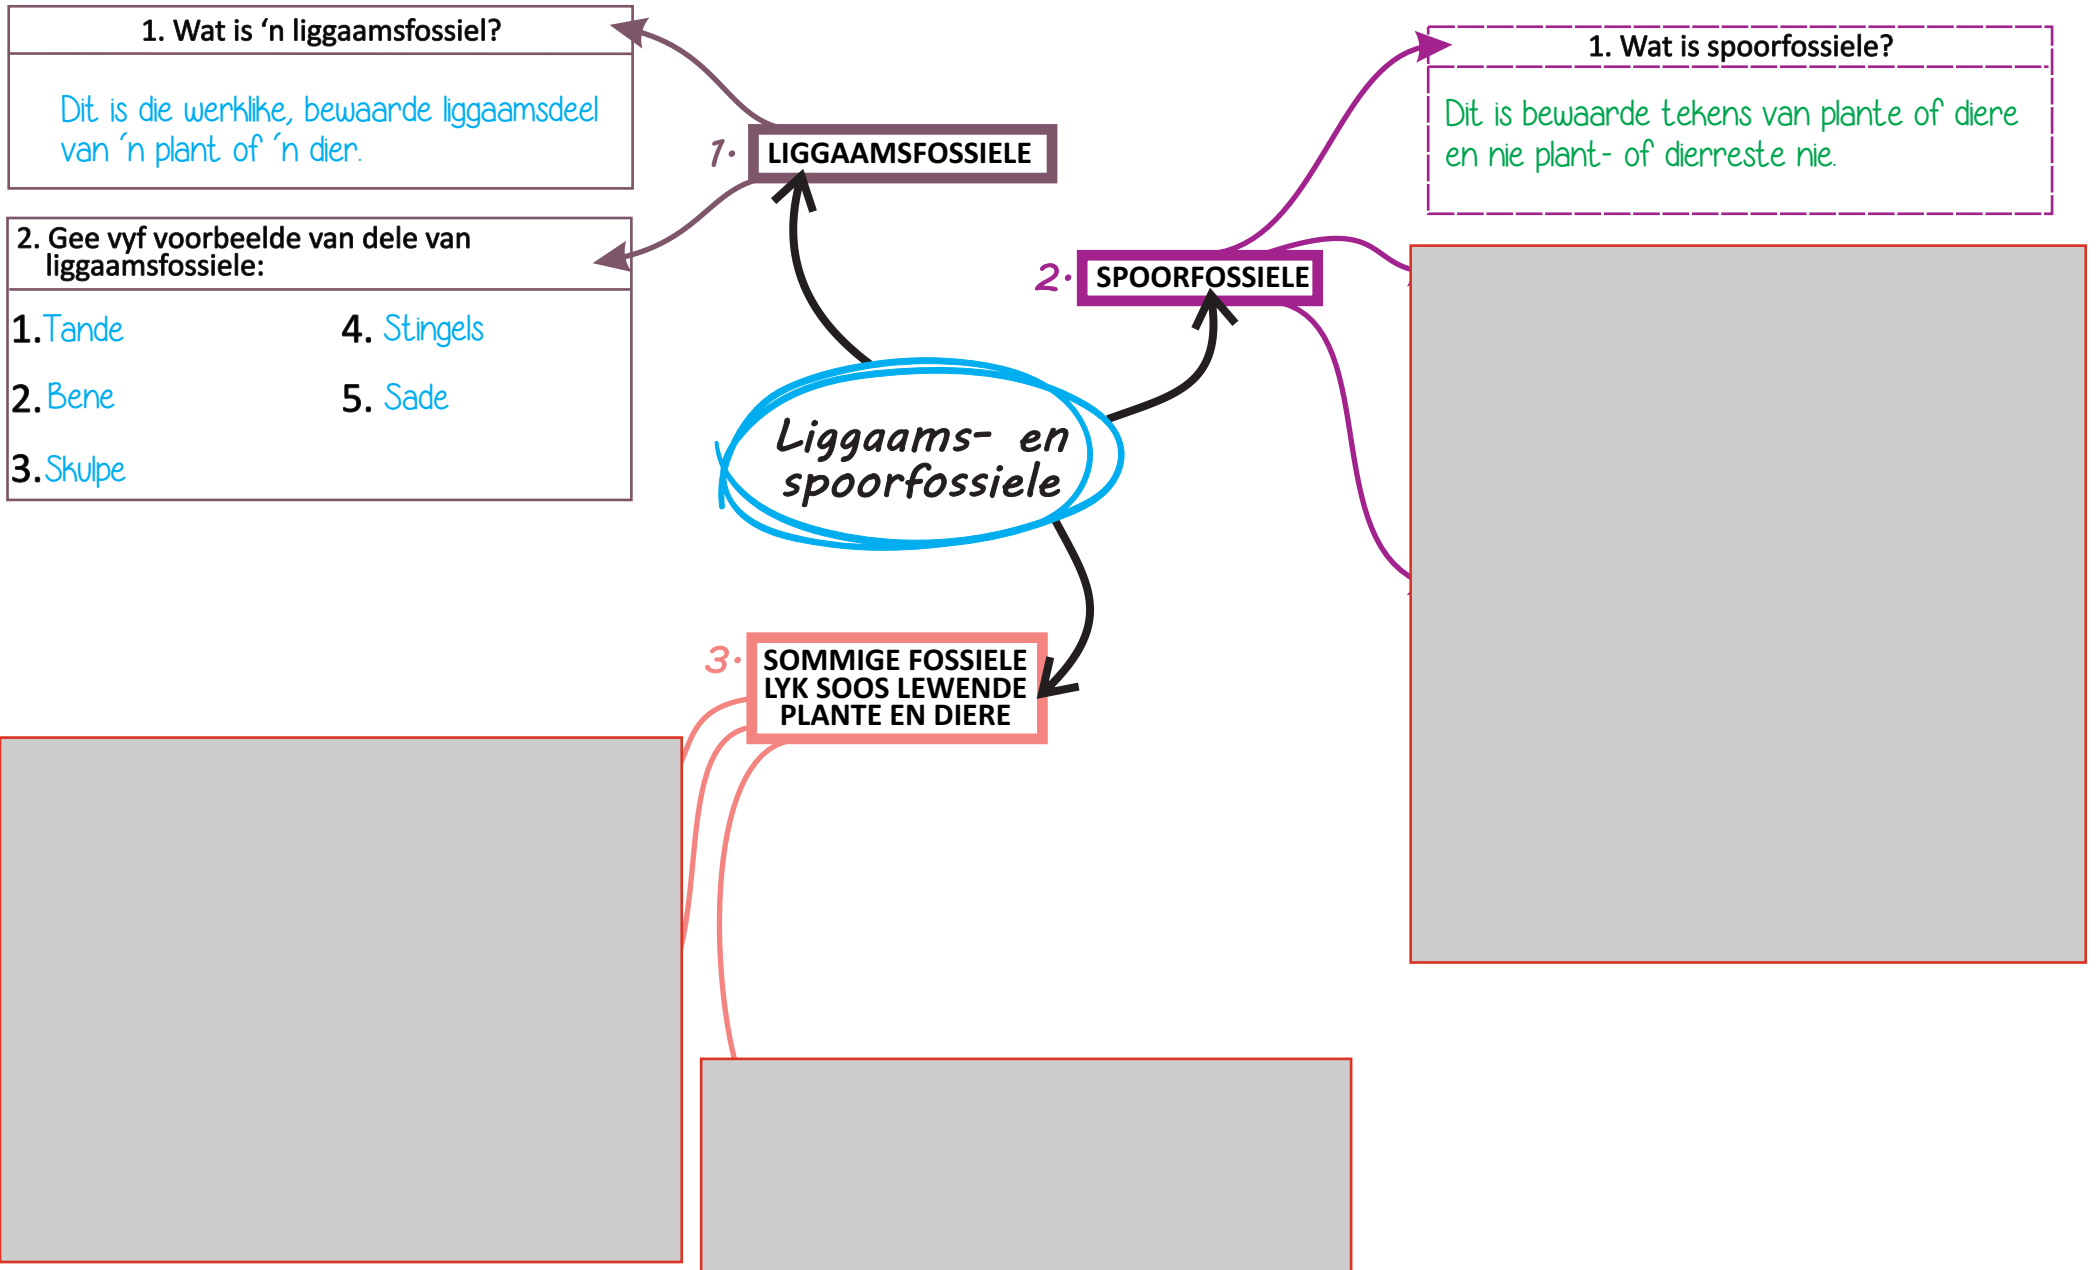 1. Wat is ‘n liggaamsfossiel?
Dit is die werklike, bewaarde liggaamsdeel
van ‘n plant of ‘n dier.
2. Gee vyf voorbeelde van dele van
liggaamsfossiele:
1. Tande
2. Bene
3. Skulpe
4. Stingels
5. Sade
1. LIGGAAMSFOSSIELE
Liggaams- en
spoorfossiele
2. SPOORFOSSIELE
1. Wat is spoorfossiele?
Dit is bewaarde tekens van plante of diere
en nie plant- of dierreste nie.
3. SOMMIGE FOSSIELE
LYK SOOS LEWENDE
PLANTE EN DIERE